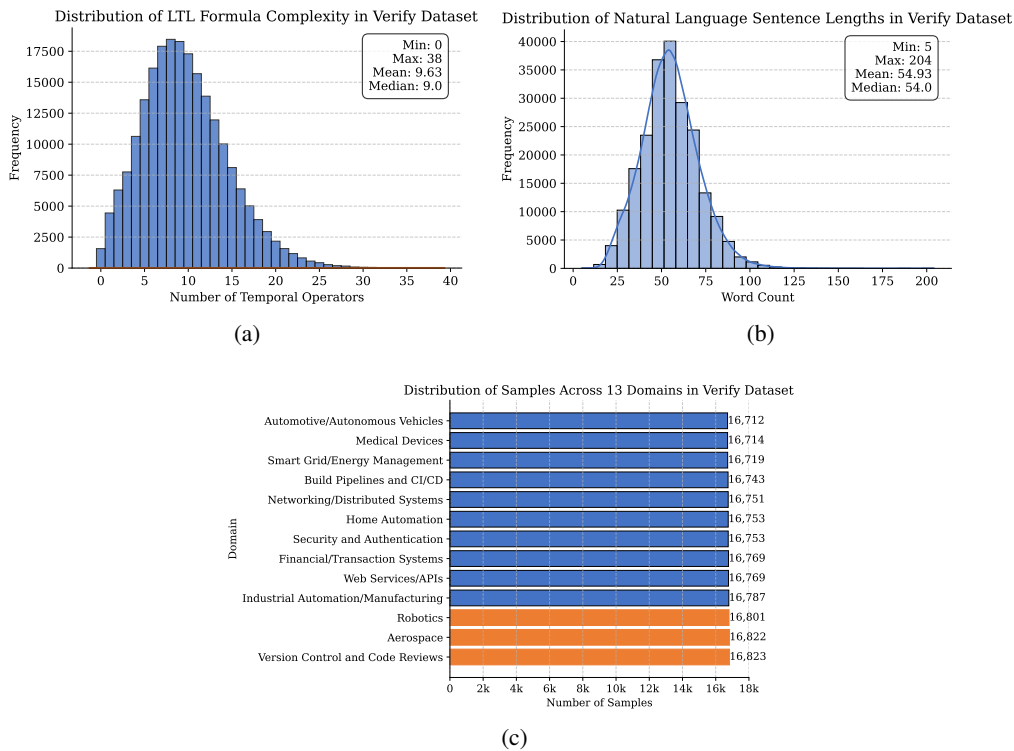 Distribution of LTL Formula Complexity in Verify Dataset
Min: 0
Max: 38
Mean: 9.63
Median: 9.0
17500
15000
12500
10000
7500
5000
2500
0
Frequency
0 5 10 15 20 25 30 35 40
Number of Temporal Operators
(a)
Distribution of Natural Language Sentence Lengths in Verify Dataset
Min: 5
Max: 204
Mean: 54.93
Median: 54.0
40000
35000
30000
25000
20000
15000
10000
5000
0
Frequency
0 25 50 75 100 125 150 175 200
Word Count
(b)
Distribution of Samples Across 13 Domains in Verify Dataset
Automotive/Autonomous Vehicles 16,712
Medical Devices 16,714
Smart Grid/Energy Management 16,719
Build Pipelines and CI/CD 16,743
Networking/Distributed Systems 16,751
Home Automation 16,753
Security and Authentication 16,753
Financial/Transaction Systems 16,769
Web Services/APIs 16,769
Industrial Automation/Manufacturing 16,787
Robotics 16,801
Aerospace 16,822
Version Control and Code Reviews 16,823
Domain
0 2k 4k 6k 8k 10k 12k 14k 16k 18k
Number of Samples
(c)